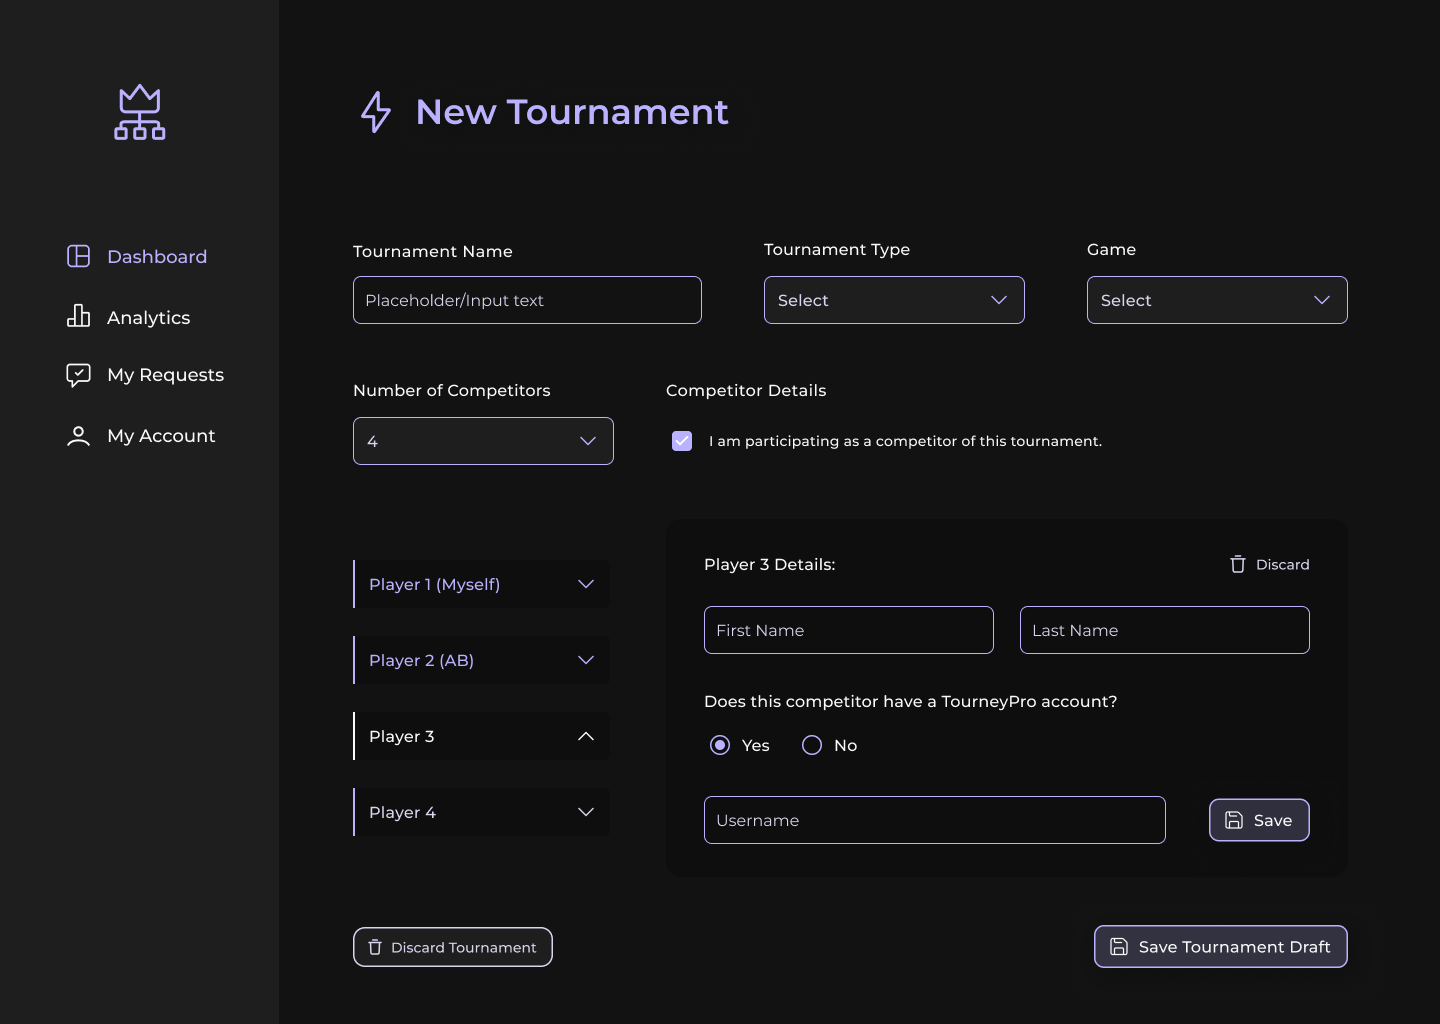 New Tournament
Dashboard
Analytics
My Requests
My Account
Tournament Name
Placeholder/Input text
Tournament Type
Select
Game
Select
Number of Competitors
4
Competitor Details
I am participating as a competitor of this tournament.
Player 1 (Myself)
Player 2 (AB)
Player 3
Player 4
Player 3 Details:
Discard
First Name
Last Name
Does this competitor have a TourneyPro account?
Yes
No
Username
Save
Discard Tournament
Save Tournament Draft